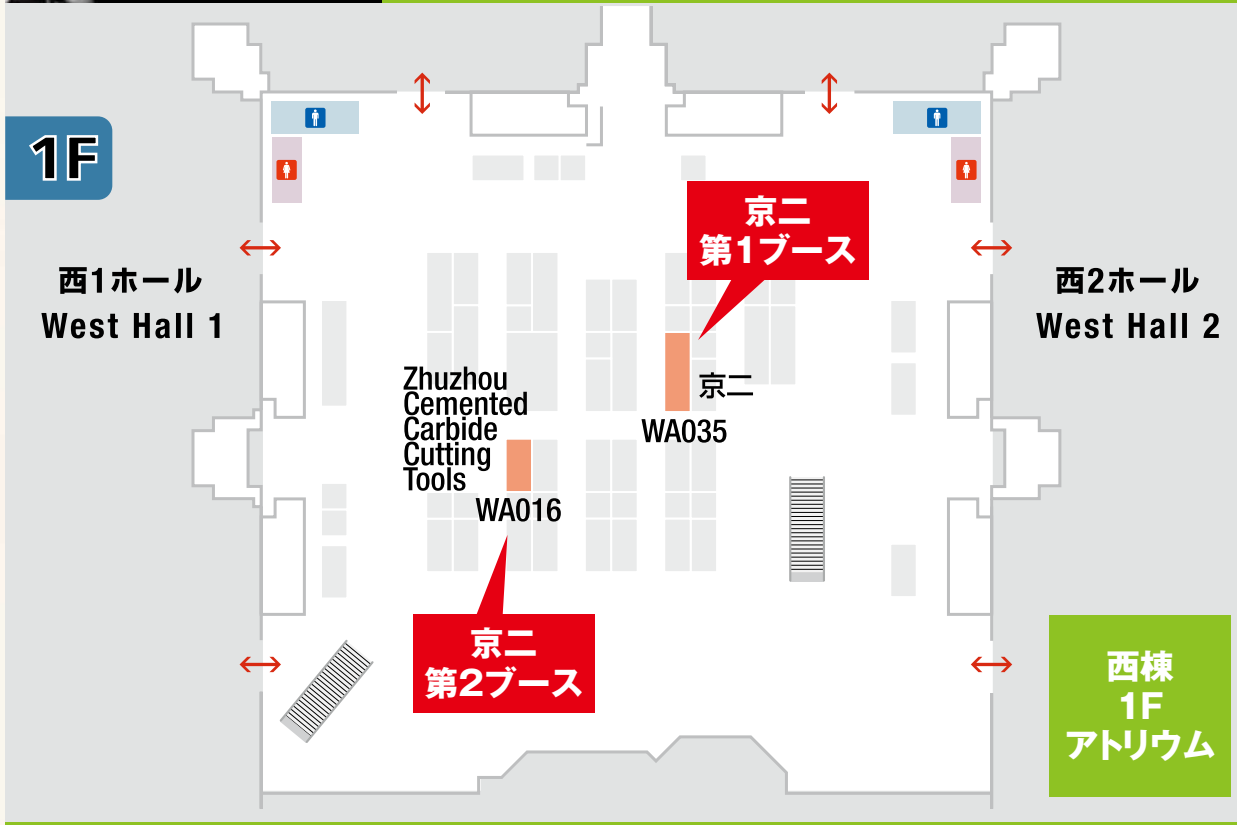 1F
京二
第1ブース
西1ホール
West Hall 1
西2ホール
West Hall 2
Zhuzhou
Cemented
Carbide
Cutting
Tools
京二
WA035
WA016
京二
第2ブース
西棟
1F
アトリウム